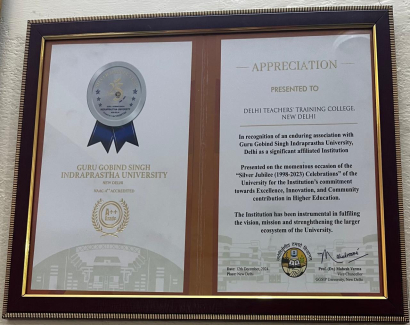 GURU GOBIND SINGH
INDRAPRASTHA UNIVERSITY
NEW DELHI
A++
APPRECIATION
PRESENTED TO
DELHI TEACHERS' TRAINING COLLEGE,
NEW DELHI
In recognition of an enduring association with
Guru Gobind Singh Indraprastha University,
Delhi as a significant affiliated Institution
Presented on the momentous occasion of the
"Silver Jubilee (1998-2023) Celebrations" of the
University for the Institution's commitment
towards Excellence, Innovation, and Community
contribution in Higher Education.
The Institution has been instrumental in fulfiling
the vision, mission and strengthening the larger
ecosystem of the University.
Place: New Delhi
Vice Chancellor